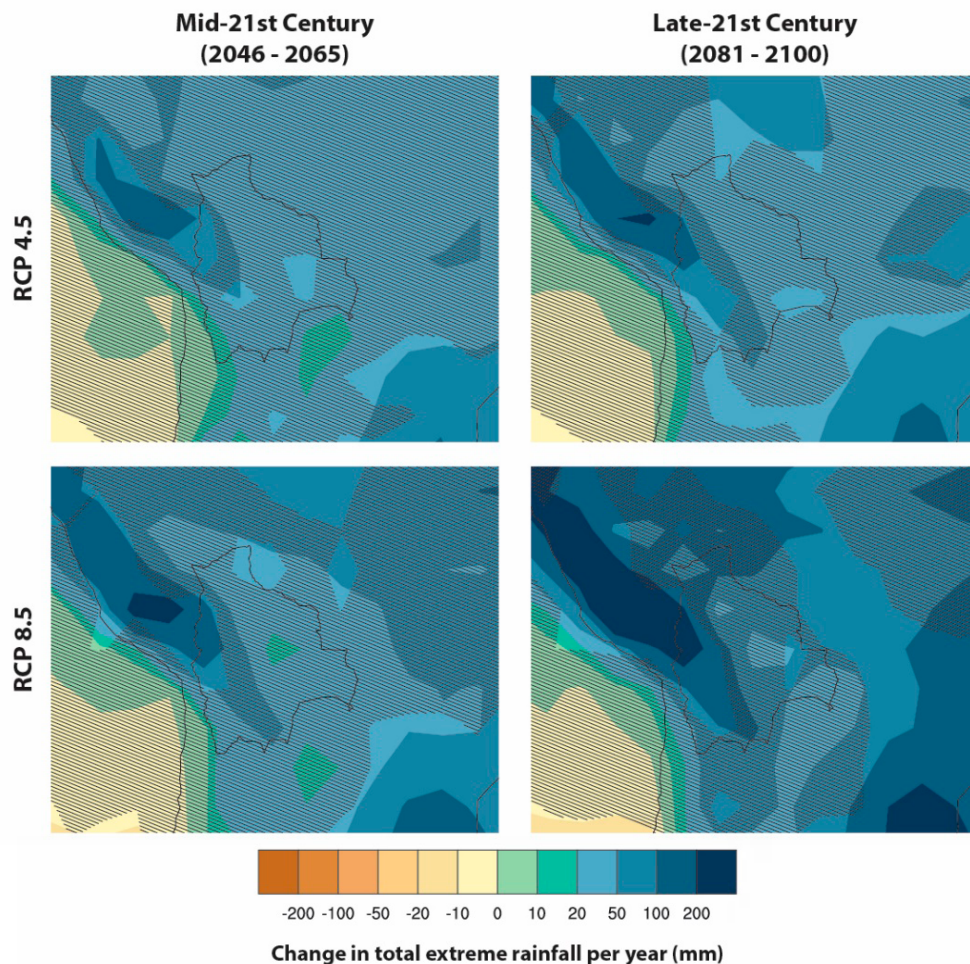 Mid-21st Century
(2046 - 2065)
Late-21st Century
(2081 - 2100)
RCP 4.5
RCP 8.5
-200 -100 -50 -20 -10 0 10 20 50 100 200
Change in total extreme rainfall per year (mm)